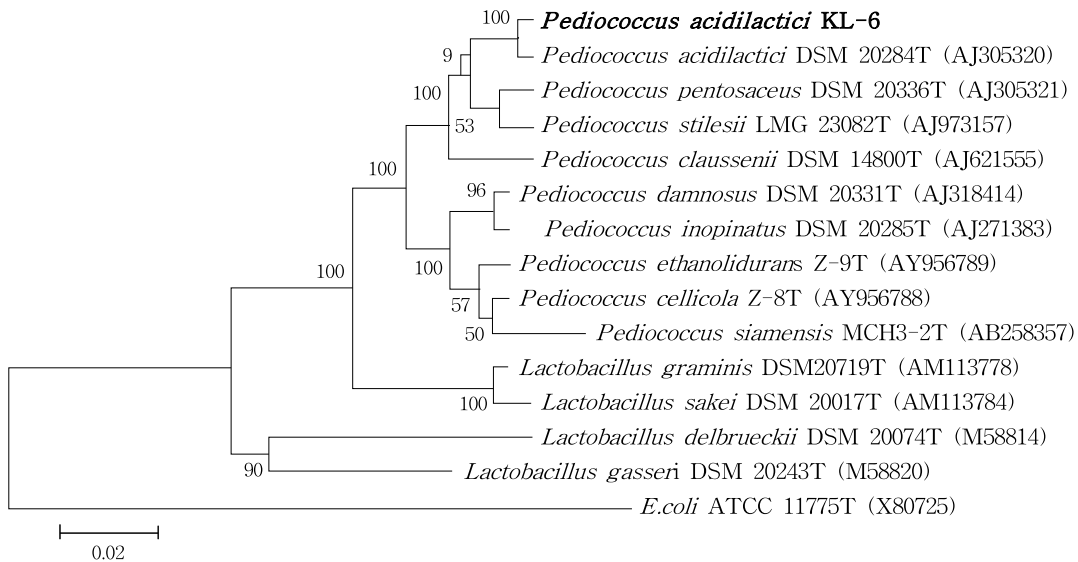 100 Pediococcus acidilactici KL-6
9 Pediococcus acidilactici DSM 20284T (AJ305320)
100 Pediococcus pentosaceus DSM 20336T (AJ305321)
53 Pediococcus stilesii LMG 23082T (AJ973157)
100 Pediococcus claussenii DSM 14800T (AJ621555)
96 Pediococcus damnosus DSM 20331T (AJ318414)
Pediococcus inopinatus DSM 20285T (AJ271383)
100 100 Pediococcus ethanolidurans Z-9T (AY956789)
57 Pediococcus cellicola Z-8T (AY956788)
50 Pediococcus siamensis MCH3-2T (AB258357)
Lactobacillus graminis DSM20719T (AM113778)
100 Lactobacillus sakei DSM 20017T (AM113784)
Lactobacillus delbrueckii DSM 20074T (M58814)
90 Lactobacillus gasseri DSM 20243T (M58820)
E.coli ATCC 11775T (X80725)
0.02